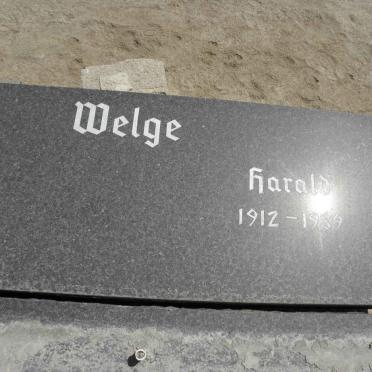 Welge
Harald
1912 –